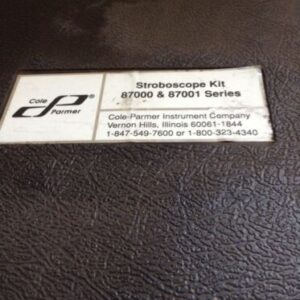 Cole
Parmer
®
Stroboscope Kit
87000 & 87001 Series
Cole-Parmer Instrument Company
Vernon Hills, Illinois 60061-1844
1-847-549-7600 or 1-800-323-4340